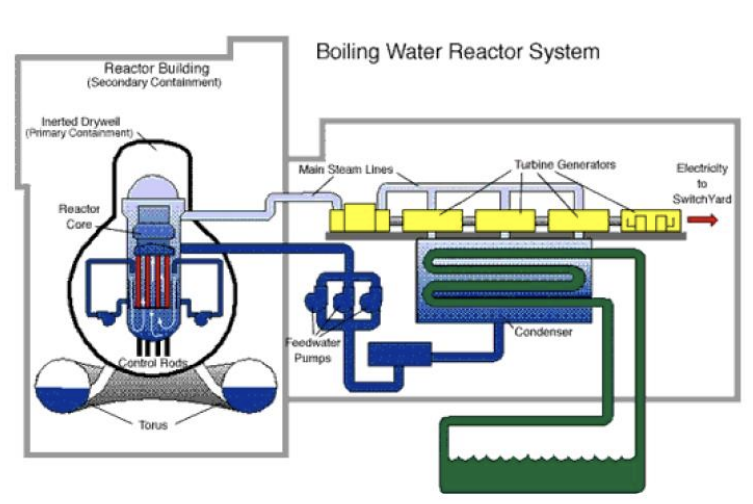 Boiling Water Reactor System
Reactor Building
(Secondary Containment)
Inerted Drywell
(Primary Containment)
Main Steam Lines
Turbine Generators
Electricity
to
SwitchYard
Reactor
Core
Feedwater
Pumps
Condenser
Control Rods
Torus